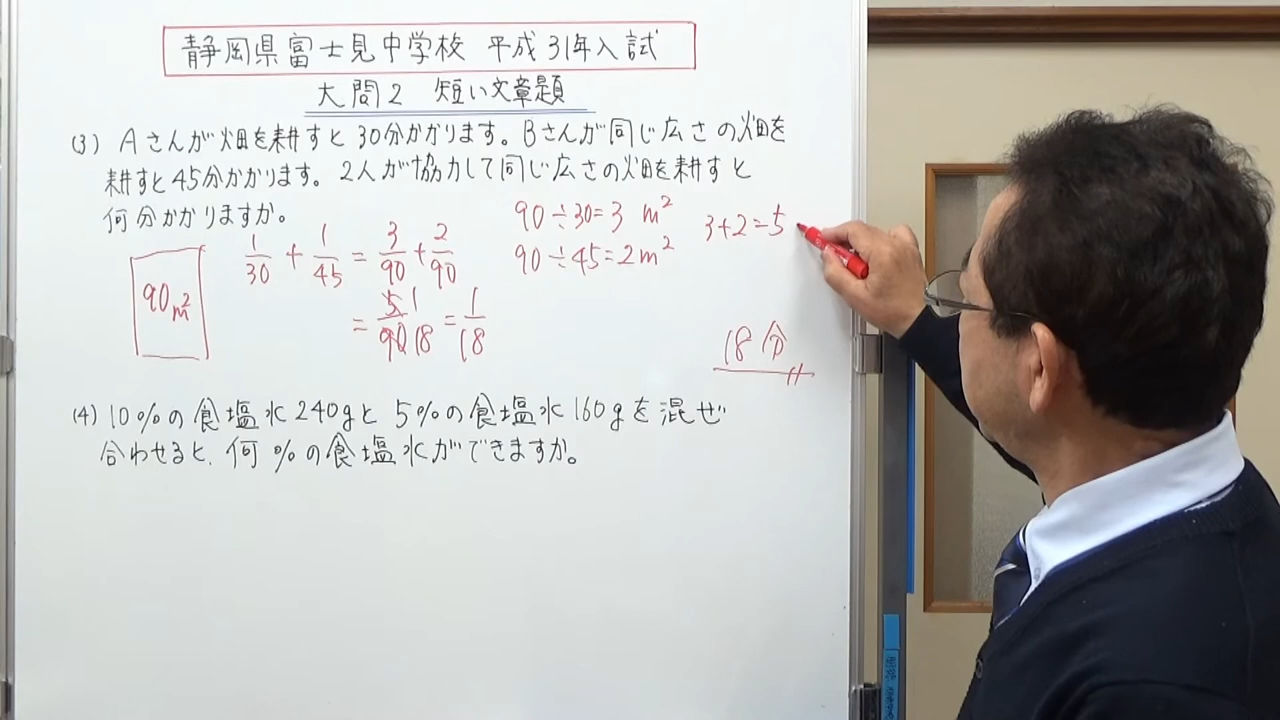 静岡県富士見中学校 平成31年入試
大問2 短い文章題
(3) Aさんが畑を耕すと30分かかります。Bさんが同じ広さの畑を
耕すと45分かかります。2人が協力して同じ広さの畑を耕すと
何分かかりますか。
90m²
1/30 + 1/45 = 3/90 + 2/90
= 5/90 1/18 = 1/18
90÷30=3 m²
90÷45=2m²
3+2=5
18分
(4) 10%の食塩水240gと 5%の食塩水160gを混ぜ
合わせると、何%の食塩水ができますか。